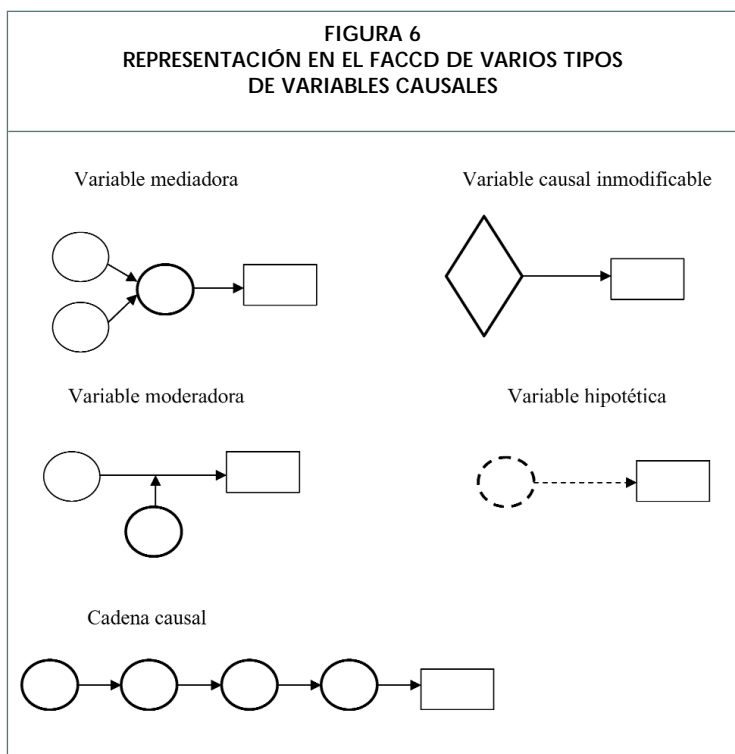 FIGURA 6
REPRESENTACIÓN EN EL FACCD DE VARIOS TIPOS
DE VARIABLES CAUSALES
Variable mediadora
Variable causal inmodificable
Variable moderadora
Variable hipotética
Cadena causal